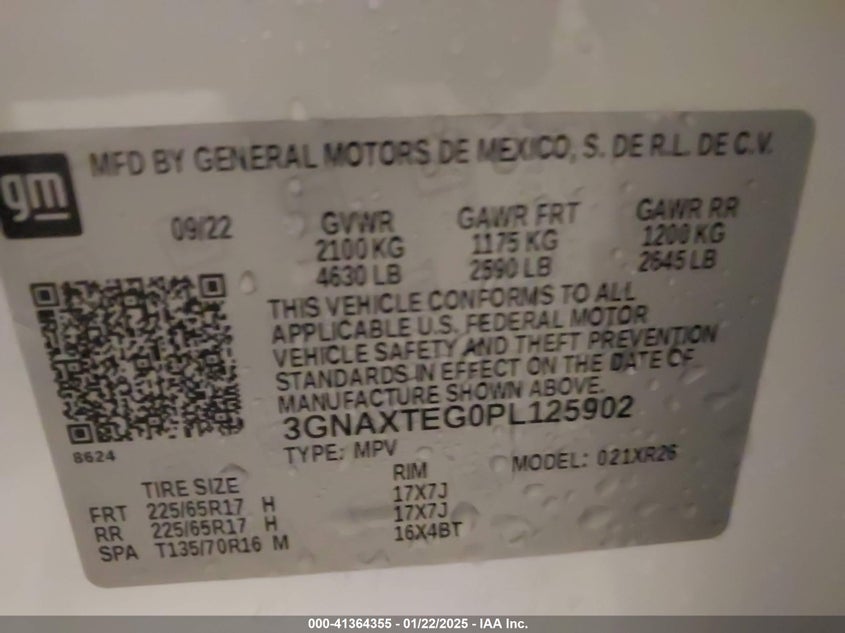 MFD BY GENERAL MOTORS DE MEXICO, S. DE R.L. DE C.V.
gm
09/22 GVWR GAWR FRT GAWR RR
2100 KG 1175 KG 1200 KG
4630 LB 2590 LB 2645 LB
THIS VEHICLE CONFORMS TO ALL
APPLICABLE U.S. FEDERAL MOTOR
VEHICLE SAFETY AND THEFT PREVENTION
STANDARDS IN EFFECT ON THE DATE OF
MANUFACTURE SHOWN ABOVE.
3GNAXTEG0PL125902
8624
TYPE: MPV MODEL: 021XR26
TIRE SIZE RIM
FRT 225/65R17 H 17X7J
RR 225/65R17 H 17X7J
SPA T135/70R16 M 16X4BT
000-41364355 - 01/22/2025 - IAA Inc.